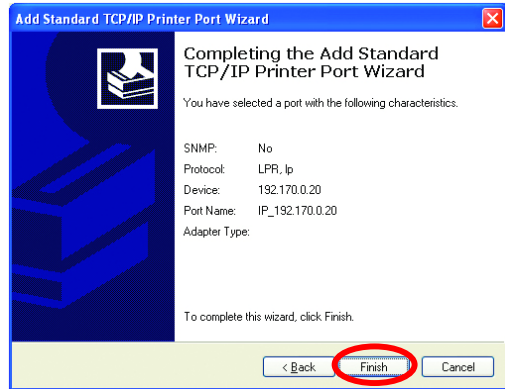 Add Standard TCP/IP Printer Port Wizard
Completing the Add Standard
TCP/IP Printer Port Wizard
You have selected a port with the following characteristics.
SNMP: No
Protocol: LPR, lp
Device: 192.170.0.20
Port Name: IP_192.170.0.20
Adapter Type:
To complete this wizard, click Finish.
< Back Finish Cancel